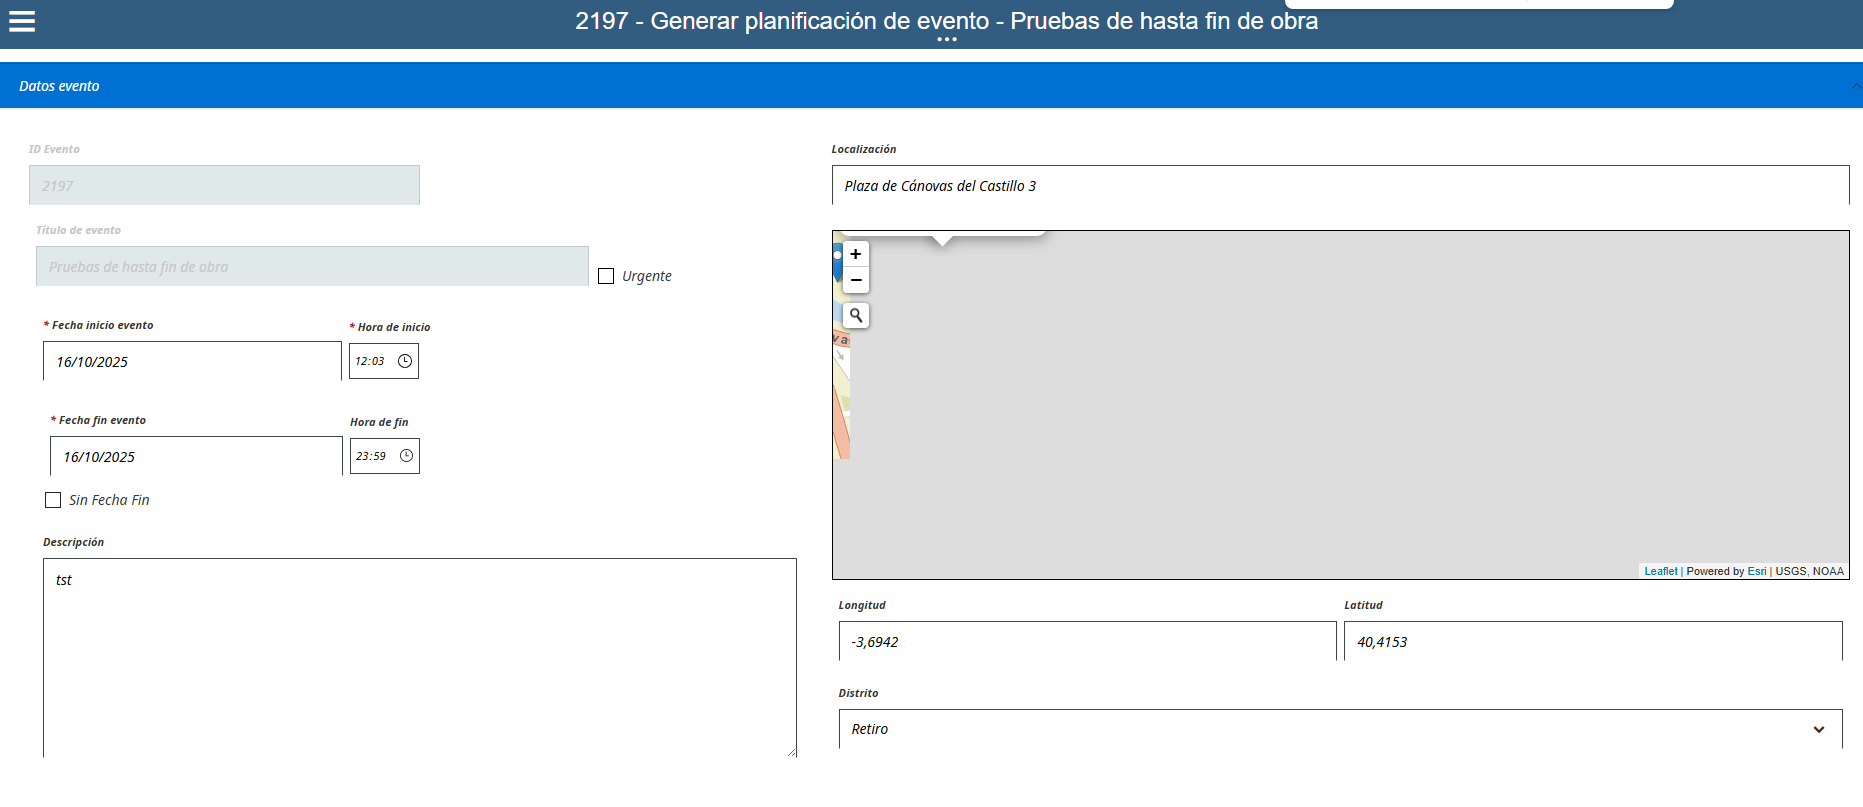 2197 - Generar planificación de evento - Pruebas de hasta fin de obra
Datos evento
ID Evento
2197
Título de evento
Pruebas de hasta fin de obra
Urgente
* Fecha inicio evento
* Hora de inicio
16/10/2025
12:03
* Fecha fin evento
Hora de fin
16/10/2025
23:59
Sin Fecha Fin
Descripción
tst
Localización
Plaza de Cánovas del Castillo 3
+
−
Leaflet | Powered by Esri | USGS, NOAA
Longitud
Latitud
-3,6942
40,4153
Distrito
Retiro